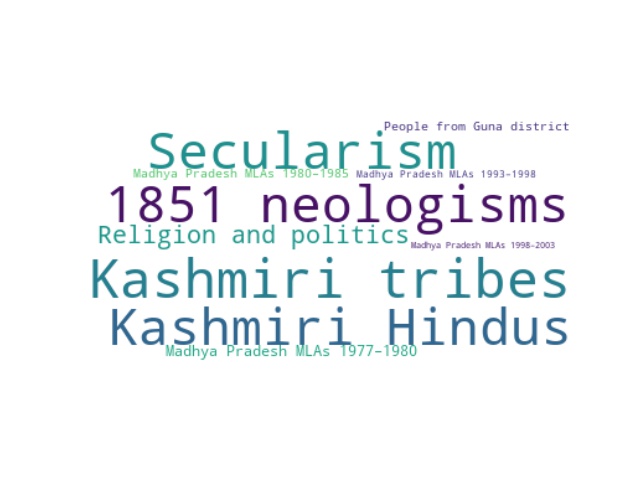 People from Guna district
Secularism
Madhya Pradesh MLAs 1980–1985
Madhya Pradesh MLAs 1993–1998
1851 neologisms
Religion and politics
Madhya Pradesh MLAs 1998–2003
Kashmiri tribes
Kashmiri Hindus
Madhya Pradesh MLAs 1977–1980